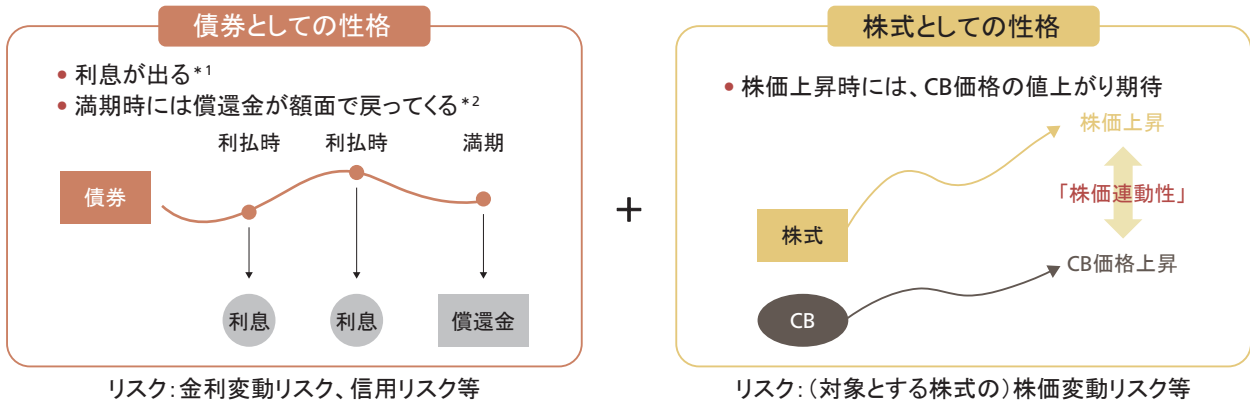 債券としての性格
• 利息が出る*1
• 満期時には償還金が額面で戻ってくる*2
利払時 利払時 満期
債券
利息 利息 償還金
リスク：金利変動リスク、信用リスク等
+
株式としての性格
• 株価上昇時には、CB価格の値上がり期待
株価上昇
「株価連動性」
株式
CB価格上昇
CB
リスク：（対象とする株式の）株価変動リスク等